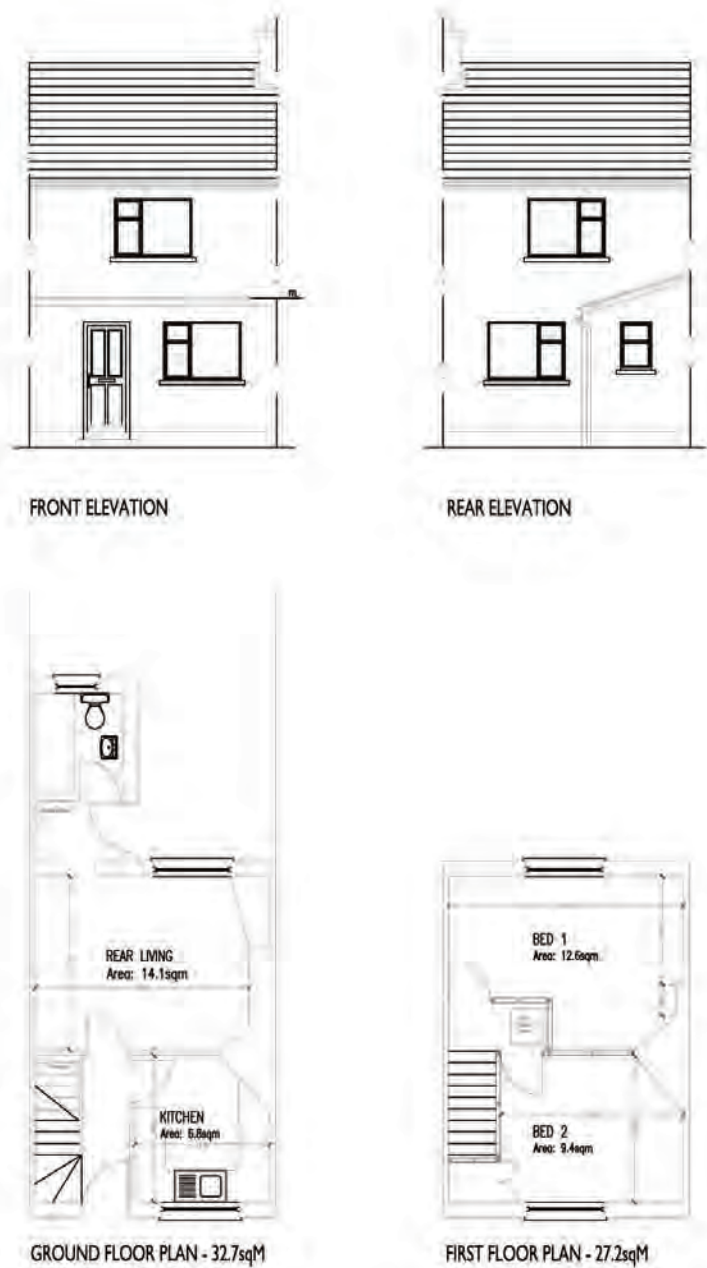 FRONT ELEVATION
REAR ELEVATION
REAR LIVING
Area: 14.1sqm
KITCHEN
Area: 6.8sqm
BED 1
Area: 12.6sqm
BED 2
Area: 9.4sqm
GROUND FLOOR PLAN - 32.7sqM
FIRST FLOOR PLAN - 27.2sqM